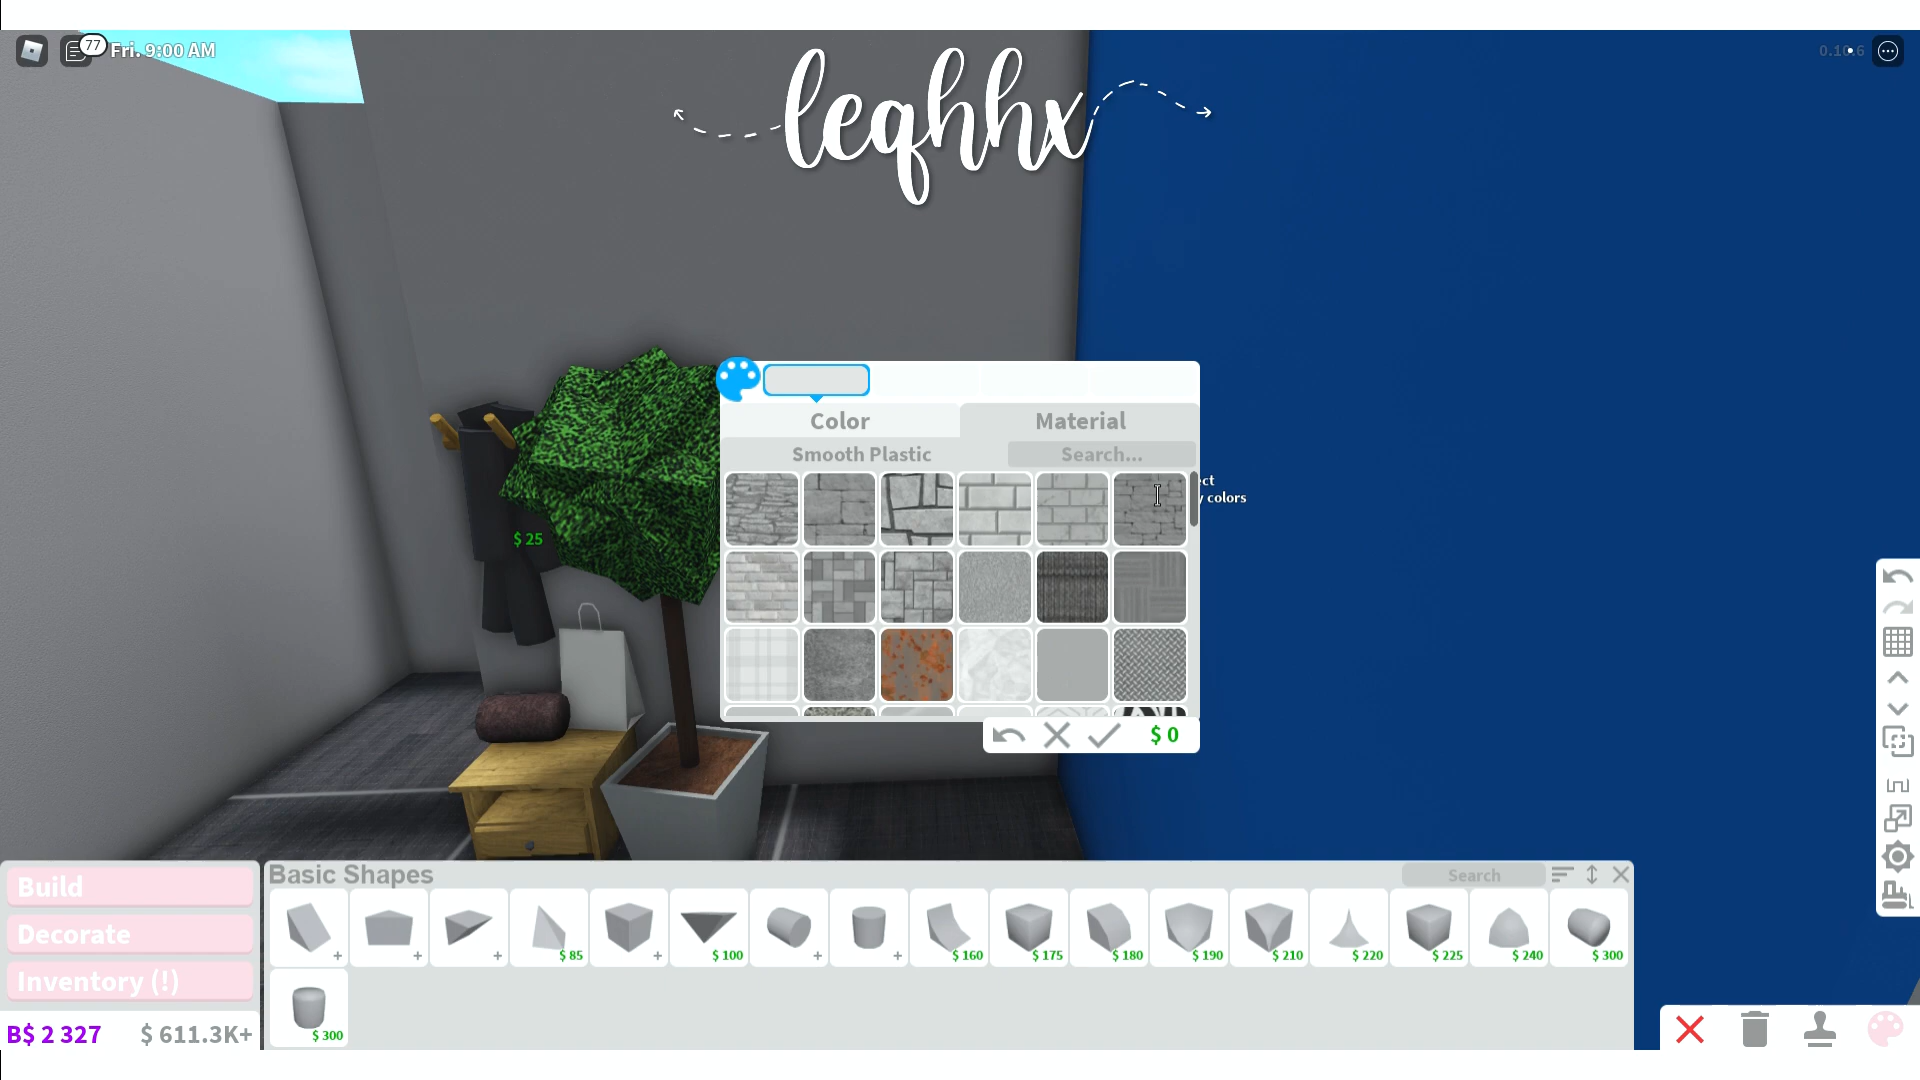 77
Fri. 9:00 AM
leqhhx
Color
Material
Smooth Plastic
Search...
ct
colors
$ 25
$ 0
Basic Shapes
Search
Build
Decorate
Inventory (!)
B$ 2 327
$ 611.3K+
+
+
+
$ 85
+
$ 100
+
+
$ 160
$ 175
$ 180
$ 190
$ 210
$ 220
$ 225
$ 240
$ 300
$ 300